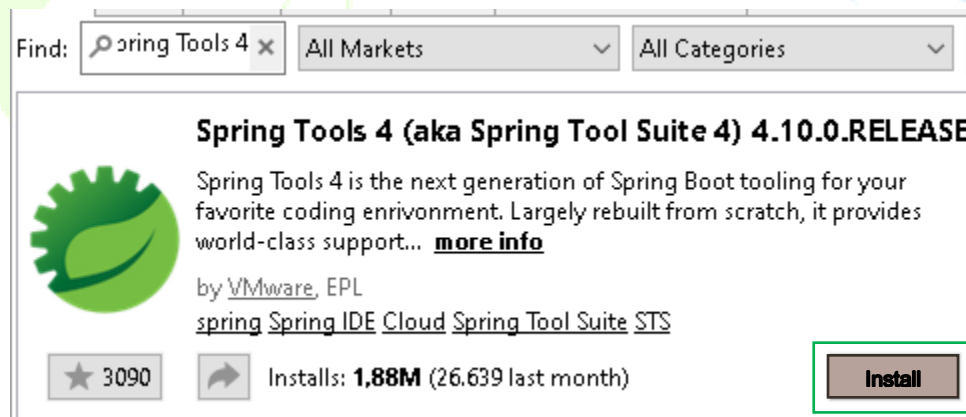 Find: pring Tools 4 All Markets All Categories
Spring Tools 4 (aka Spring Tool Suite 4) 4.10.0.RELEASE
Spring Tools 4 is the next generation of Spring Boot tooling for your
favorite coding enrivonment. Largely rebuilt from scratch, it provides
world-class support... more info
by VMware, EPL
spring Spring IDE Cloud Spring Tool Suite STS
3090 Installs: 1,88M (26.639 last month) Install